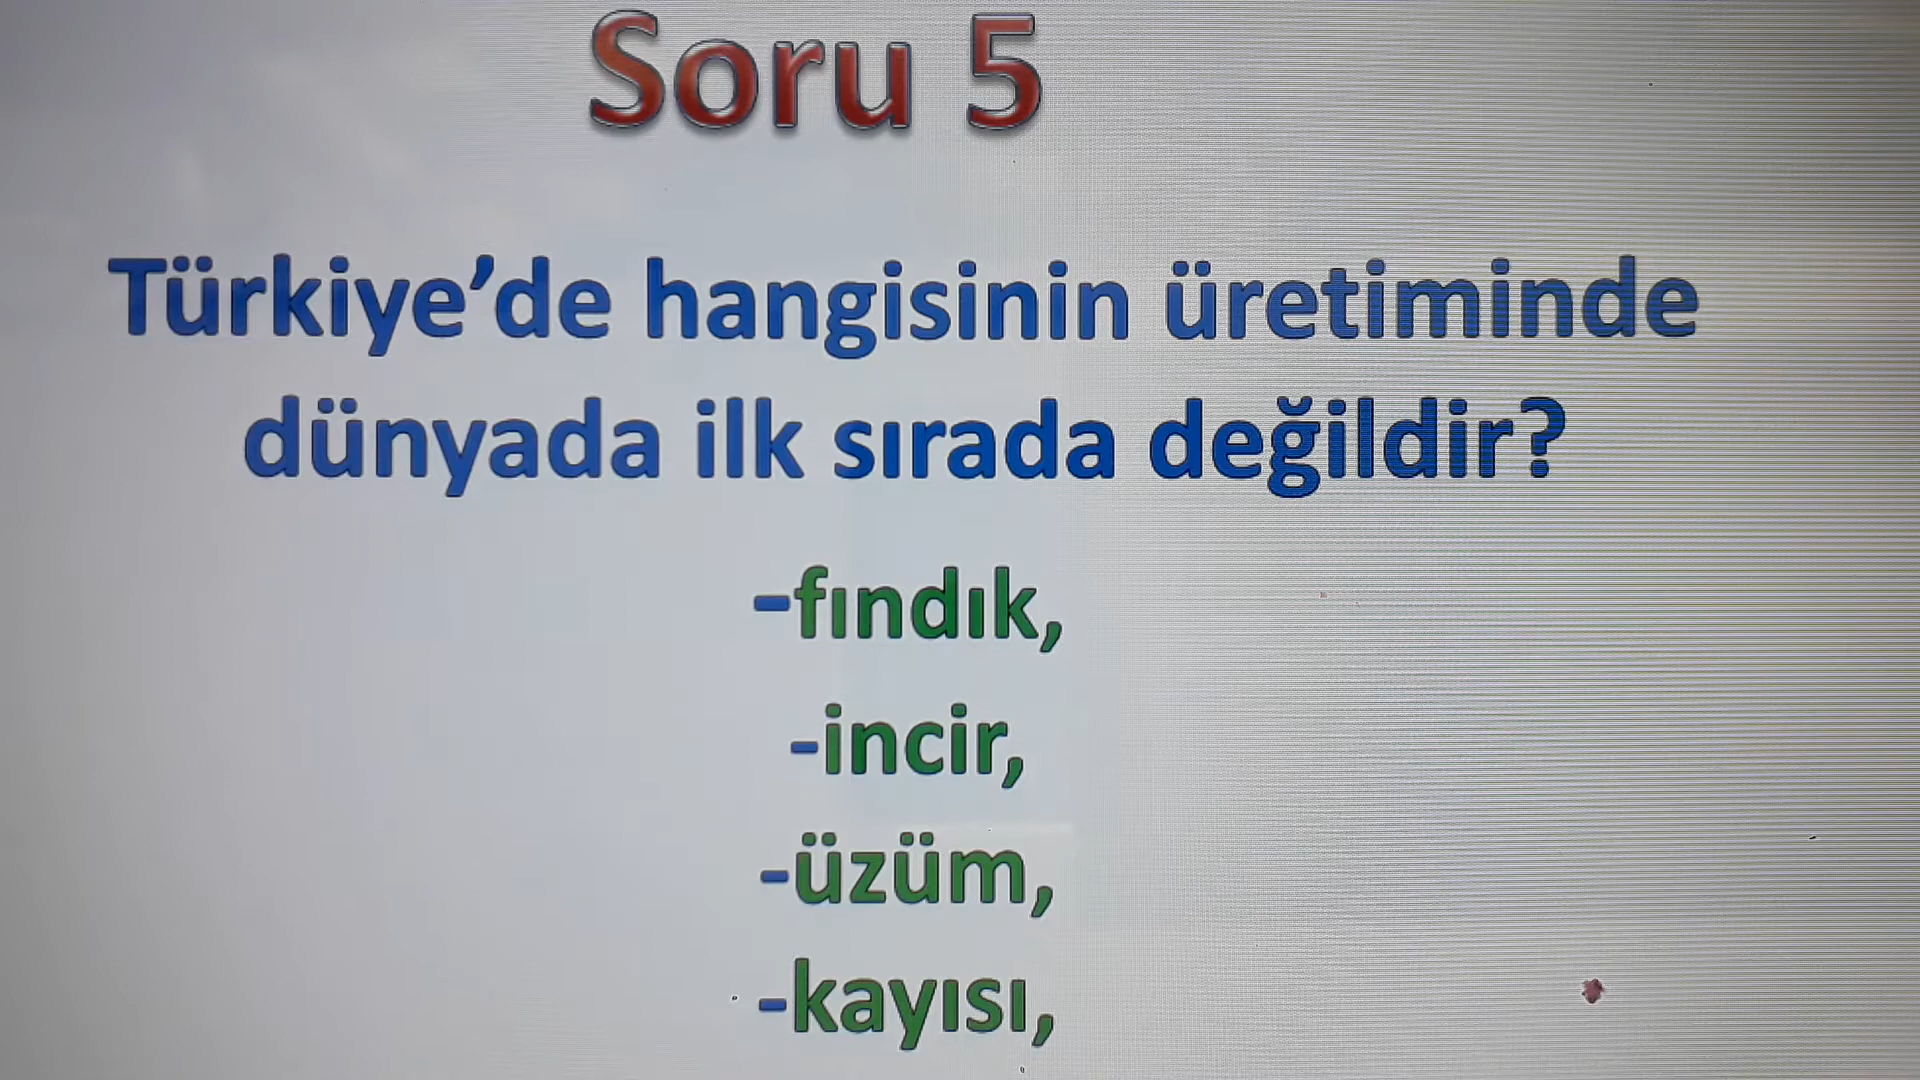 Soru 5
Türkiye’de hangisinin üretiminde
dünyada ilk sırada değildir?
-fındık,
-incir,
-üzüm,
-kayısı,